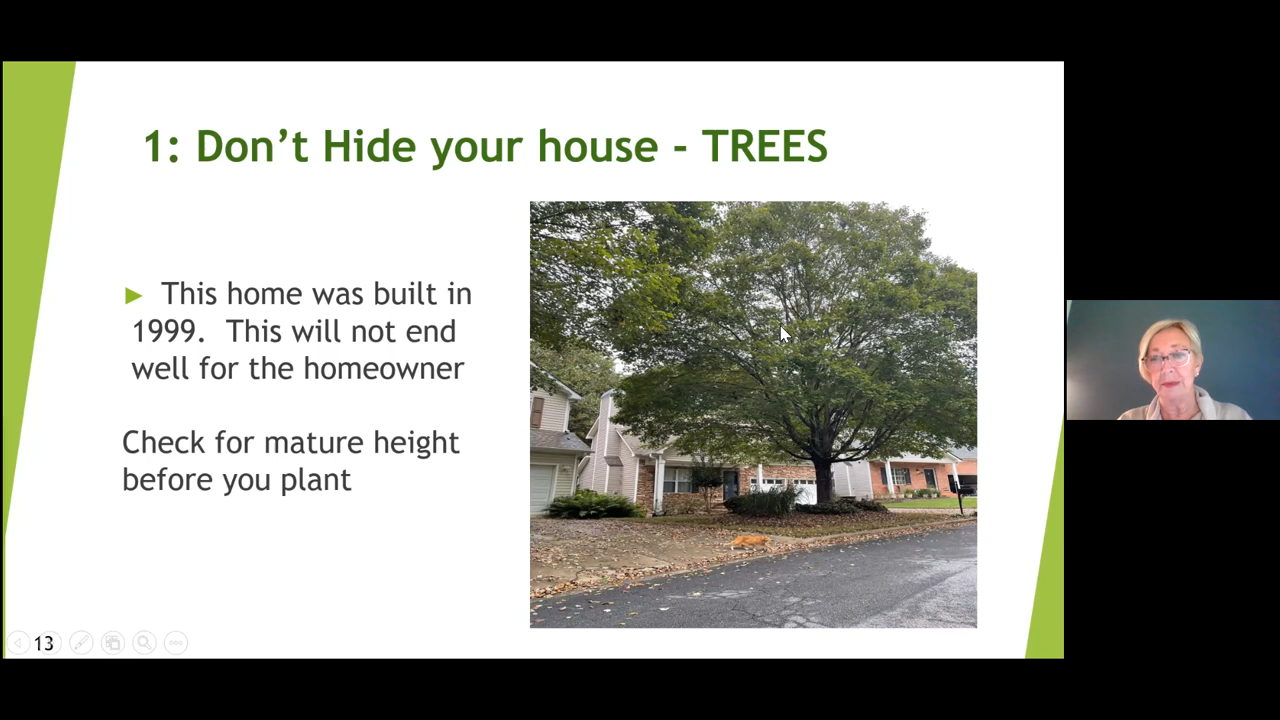 1: Don't Hide your house - TREES
► This home was built in
1999. This will not end
well for the homeowner
Check for mature height
before you plant
13